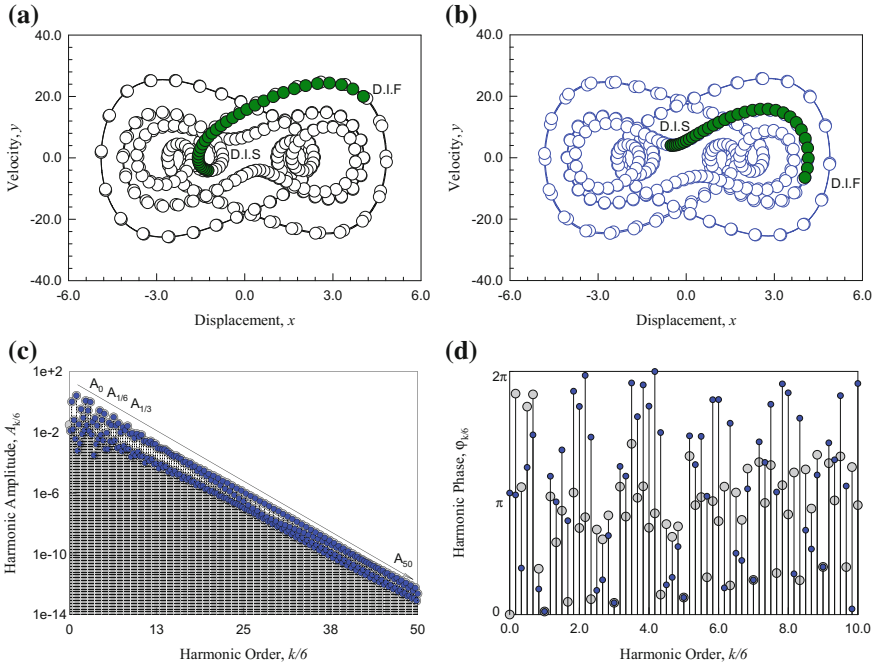 (a)
(b)
40.0
20.0
0.0
-20.0
-40.0
Velocity, y
D.I.F
D.I.S
-6.0 -3.0 0.0 3.0 6.0
Displacement, x
40.0
20.0
0.0
-20.0
-40.0
Velocity, y
D.I.S
D.I.F
-6.0 -3.0 0.0 3.0 6.0
Displacement, x
(c)
(d)
1e+2
1e-2
1e-6
1e-10
1e-14
Harmonic Amplitude, A_{k/6}
A_0
A_{1/6}
A_{1/3}
A_{50}
0 13 25 38 50
Harmonic Order, k/6
2π
π
0
Harmonic Phase, φ_{k/6}
0.0 2.0 4.0 6.0 8.0 10.0
Harmonic Order, k/6